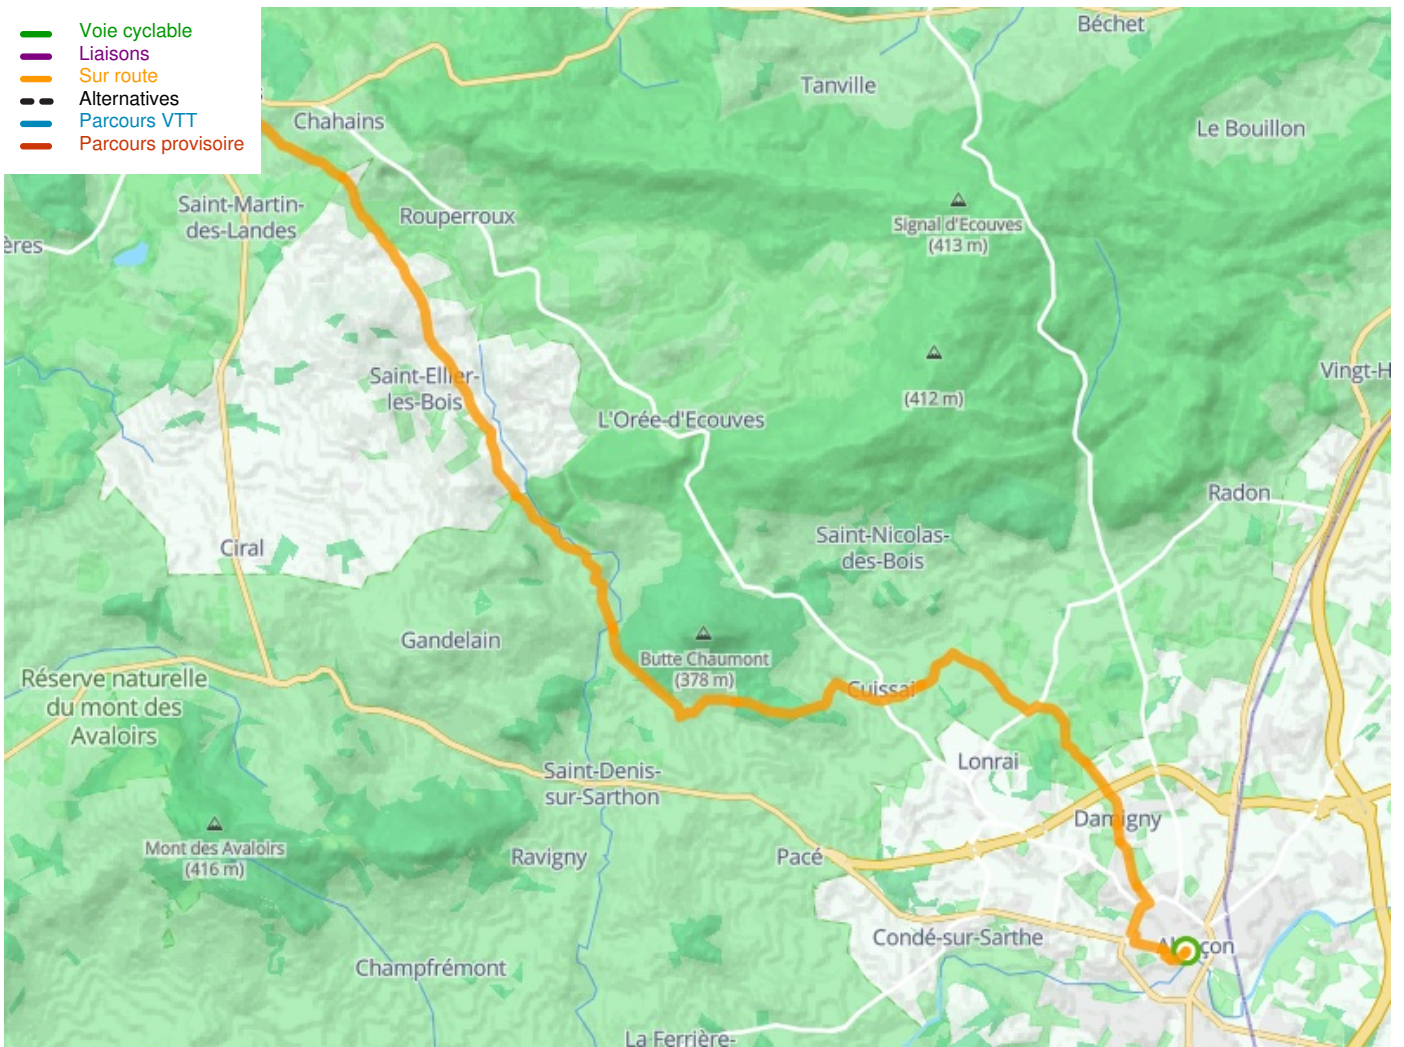 Voie cyclable
Liaisons
Sur route
Alternatives
Parcours VTT
Parcours provisoire
Béchet
Tanville
Chahains
Le Bouillon
Saint-Martin-
des-Landes
Rouperroux
Signal d'Ecouves
(413 m)
ères
Saint-Ellier-
les-Bois
(412 m)
Vingt-H
L'Orée-d'Ecouves
Radon
Saint-Nicolas-
des-Bois
Ciral
Gandelain
Butte Chaumont
(378 m)
Cuissai
Réserve naturelle
du mont des
Avaloirs
Lonrai
Saint-Denis-
sur-Sarthon
Damigny
Mont des Avaloirs
(416 m)
Ravigny
Pacé
Condé-sur-Sarthe
Champfrémont
La Ferrière-